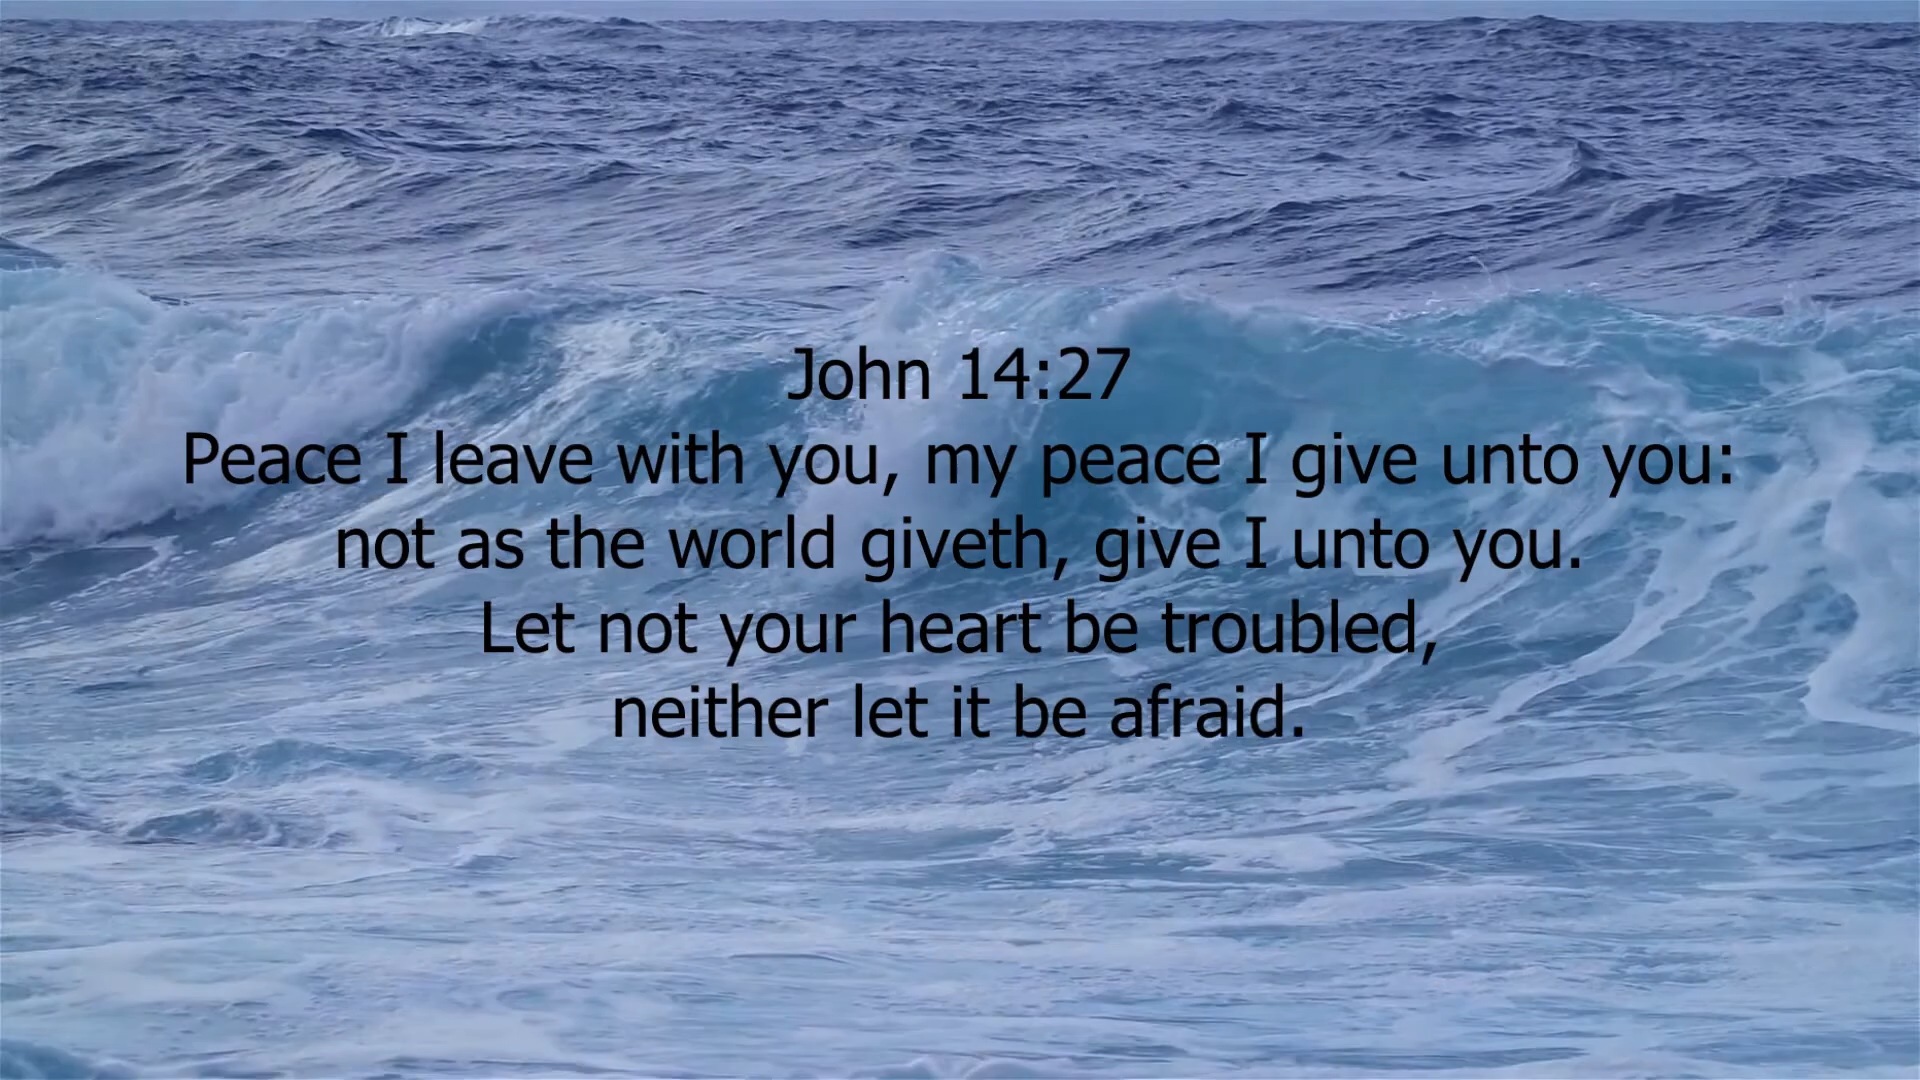 John 14:27
Peace I leave with you, my peace I give unto you:
not as the world giveth, give I unto you.
Let not your heart be troubled,
neither let it be afraid.